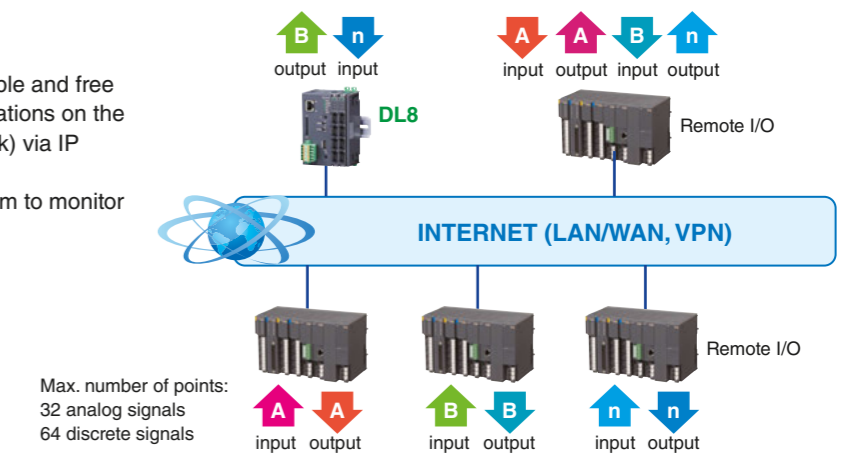 B n
output input
A A B n
input output input output
ple and free
ations on the
k) via IP
m to monitor
DL8
Remote I/O
INTERNET (LAN/WAN, VPN)
Remote I/O
Max. number of points:
32 analog signals
64 discrete signals
A A
input output
B B
input output
n n
input output